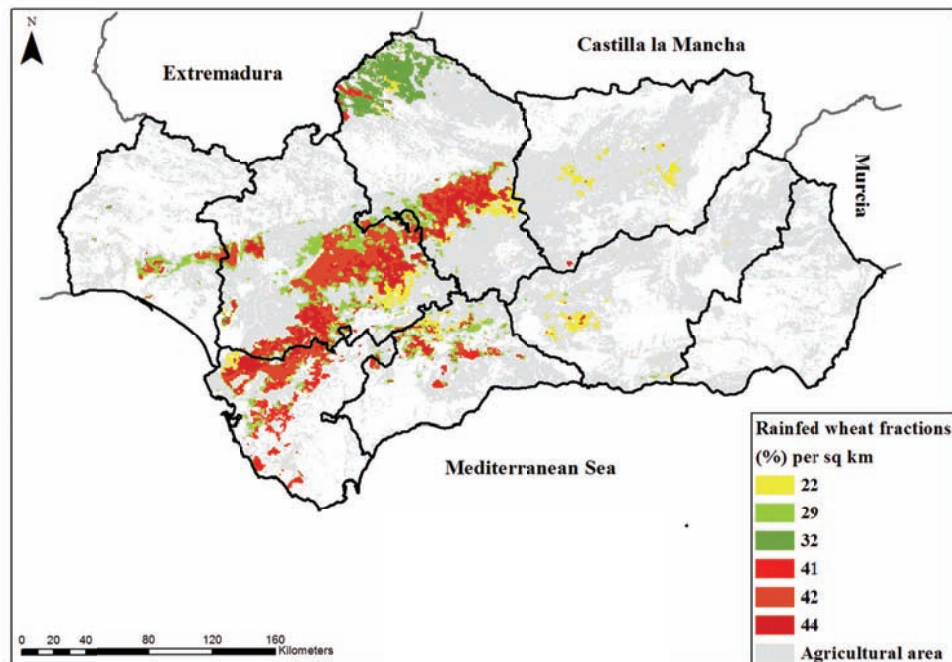 N
Castilla la Mancha
Extremadura
Murcia
Mediterranean Sea
Rainfed wheat fractions
(%) per sq km
22
29
32
41
42
44
Agricultural area
0 20 40 80 120 160
Kilometers